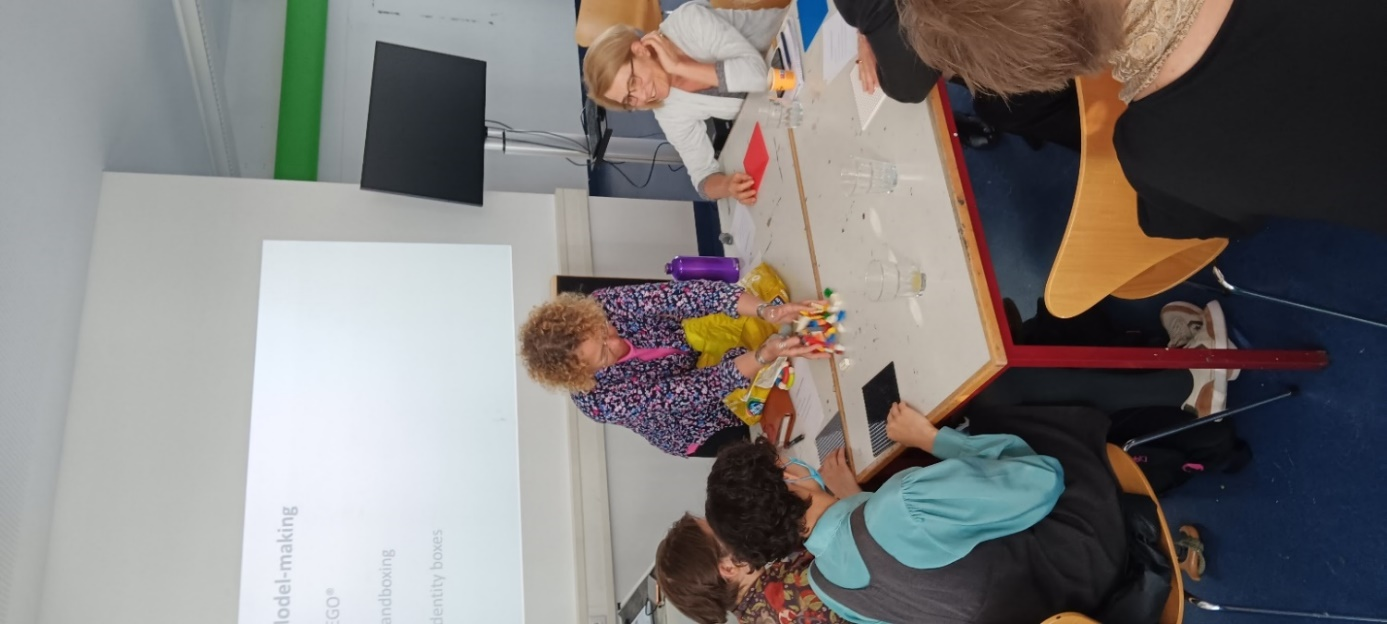 lodel-making
EGO®
andboxing
dentity boxes